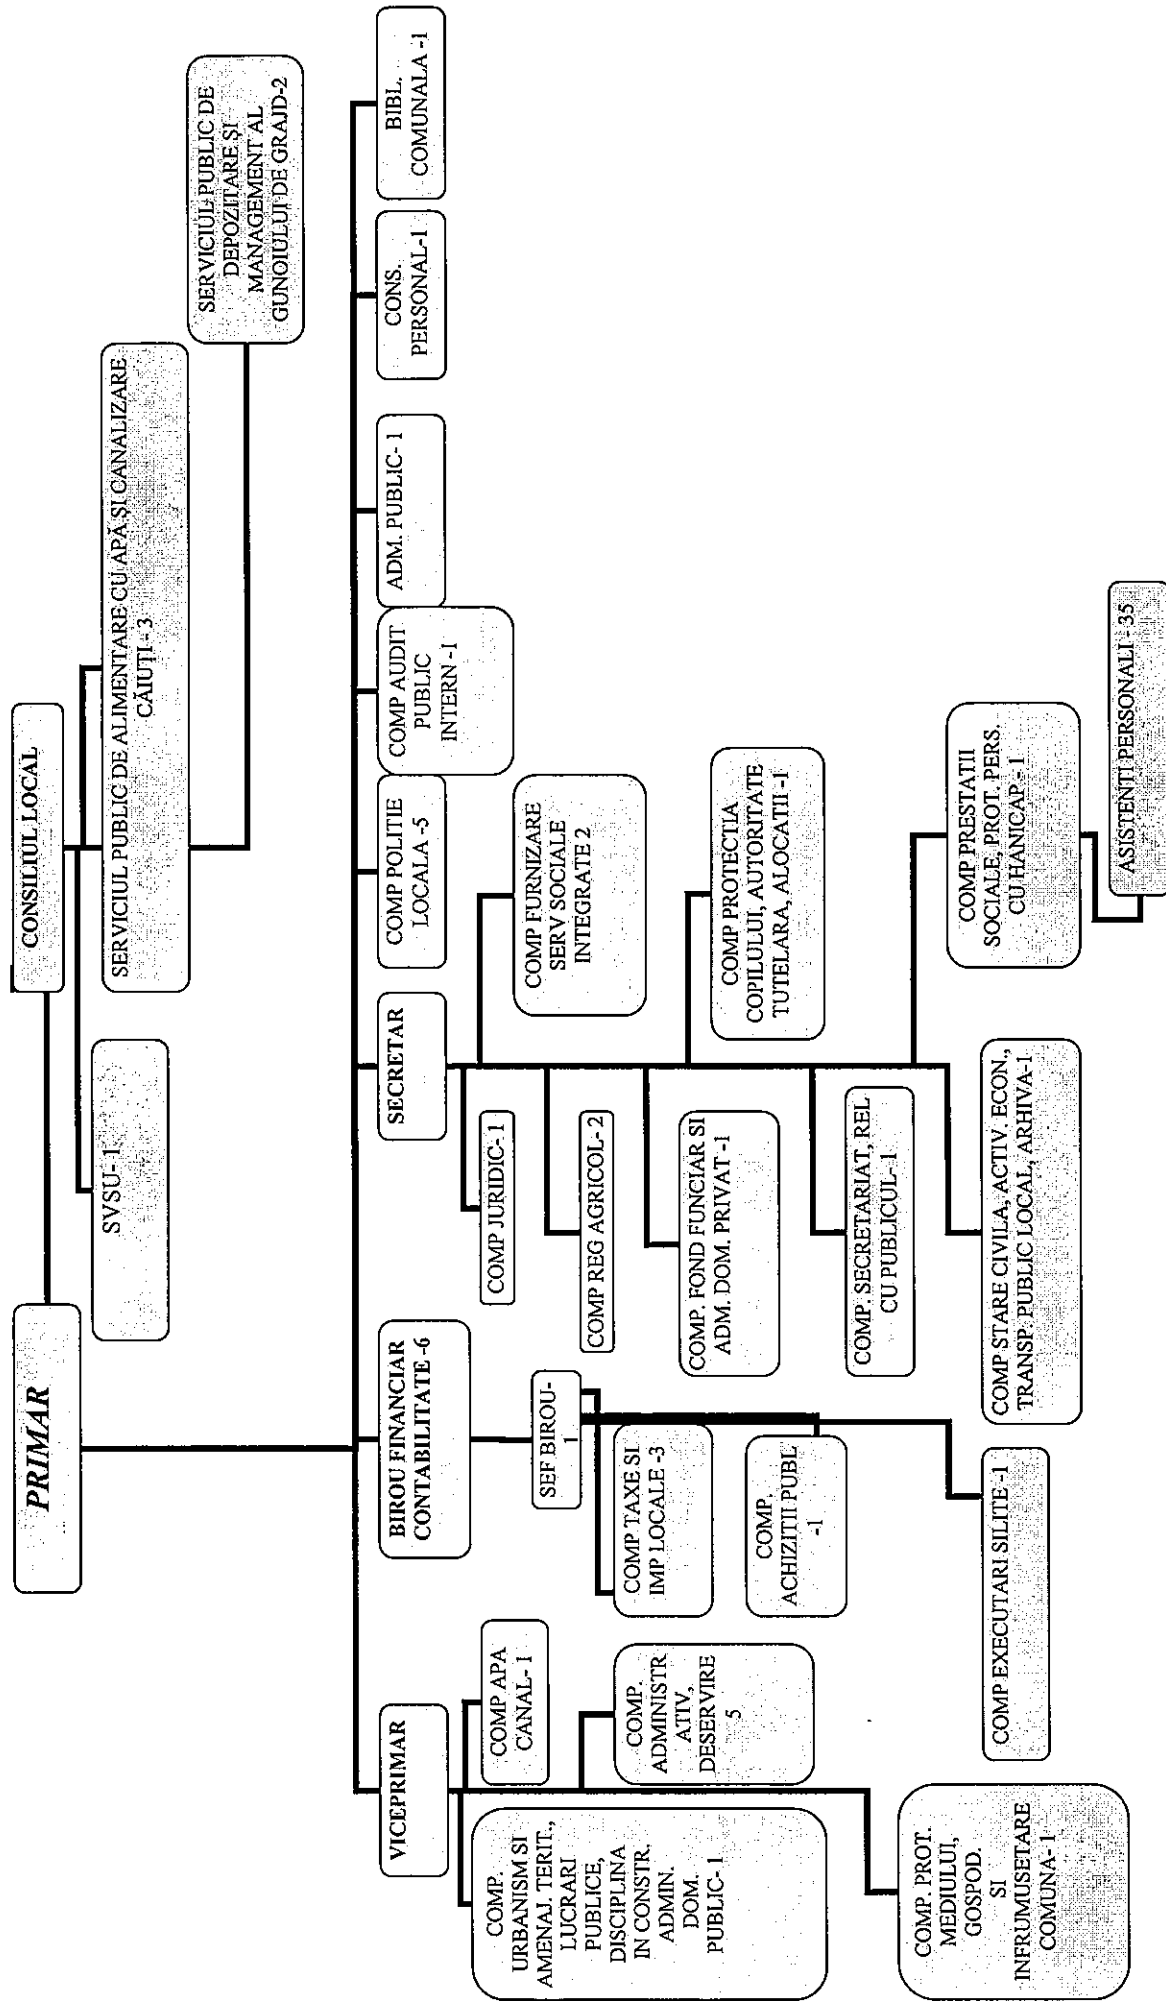 PRIMAR
CONSILIUL LOCAL
SVSU- 1
SERVICIUL PUBLIC DE ALIMENTARE CU APĂ ȘI CANALIZARE
CĂIUȚI - 3
SERVICIUL PUBLIC DE
DEPOZITARE ȘI
MANAGEMENT AL
GUNOIULUI DE GRAJD-2
VICEPRIMAR
BIROU FINANCIAR
CONTABILITATE -6
SECRETAR
COMP POLITIE
LOCALA -5
COMP AUDIT
PUBLIC
INTERN -1
ADM. PUBLIC- 1
CONS.
PERSONAL-1
BIBL.
COMUNALA -1
COMP.
URBANISM SI
AMENAJ. TERIT.,
LUCRARI
PUBLICE,
DISCIPLINA
IN CONSTR.
ADMIN.
DOM.
PUBLIC- 1
COMP APA
CANAL- 1
COMP.
ADMINISTR
ATIV,
DESERVIRE
5
COMP. PROT.
MEDIULUI,
GOSPOD.
SI
INFRUMUSETARE
COMUNA- 1
SEF BIROU-
1
COMP TAXE SI
IMP LOCALE -3
COMP.
ACHIZITII PUBL
-1
COMP EXECUTARI SILITE -1
COMP JURIDIC- 1
COMP REG AGRICOL- 2
COMP. FOND FUNCIAR SI
ADM. DOM. PRIVAT -1
COMP. SECRETARIAT, REL
CU PUBLICUL- 1
COMP STARE CIVILA, ACTIV. ECON.,
TRANSP. PUBLIC LOCAL, ARHIVA-1
COMP FURNIZARE
SERV SOCIALE
INTEGRATE 2
COMP PROTECTIA
COPILULUI, AUTORITATE
TUTELARA, ALOCATII -1
COMP PRESTATII
SOCIALE, PROT. PERS.
CU HANICAP - 1
ASISTENTI PERSONALI - 35